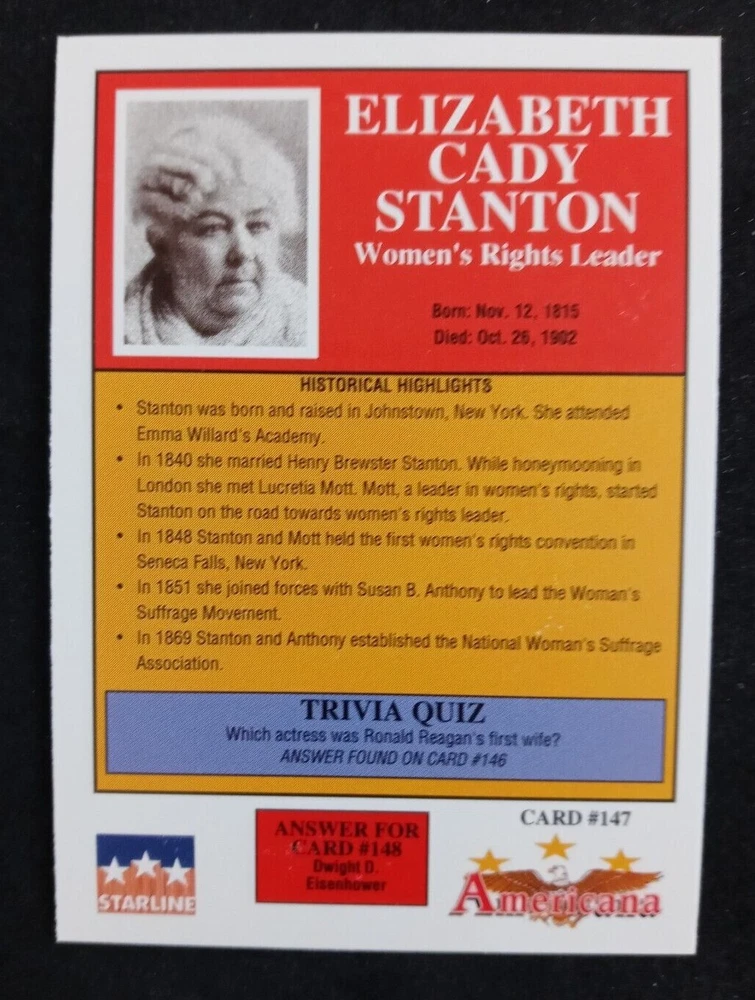 ELIZABETH
CADY
STANTON
Women's Rights Leader
Born: Nov. 12, 1815
Died: Oct. 26, 1902
HISTORICAL HIGHLIGHTS
• Stanton was born and raised in Johnstown, New York. She attended
Emma Willard's Academy.
• In 1840 she married Henry Brewster Stanton. While honeymooning in
London she met Lucretia Mott. Mott, a leader in women's rights, started
Stanton on the road towards women's rights leader.
• In 1848 Stanton and Mott held the first women's rights convention in
Seneca Falls, New York.
• In 1851 she joined forces with Susan B. Anthony to lead the Woman's
Suffrage Movement.
• In 1869 Stanton and Anthony established the National Woman's Suffrage
Association.
TRIVIA QUIZ
Which actress was Ronald Reagan's first wife?
ANSWER FOUND ON CARD #146
STARLINE
ANSWER FOR
CARD #148
Dwight D.
Eisenhower
CARD #147
Americana